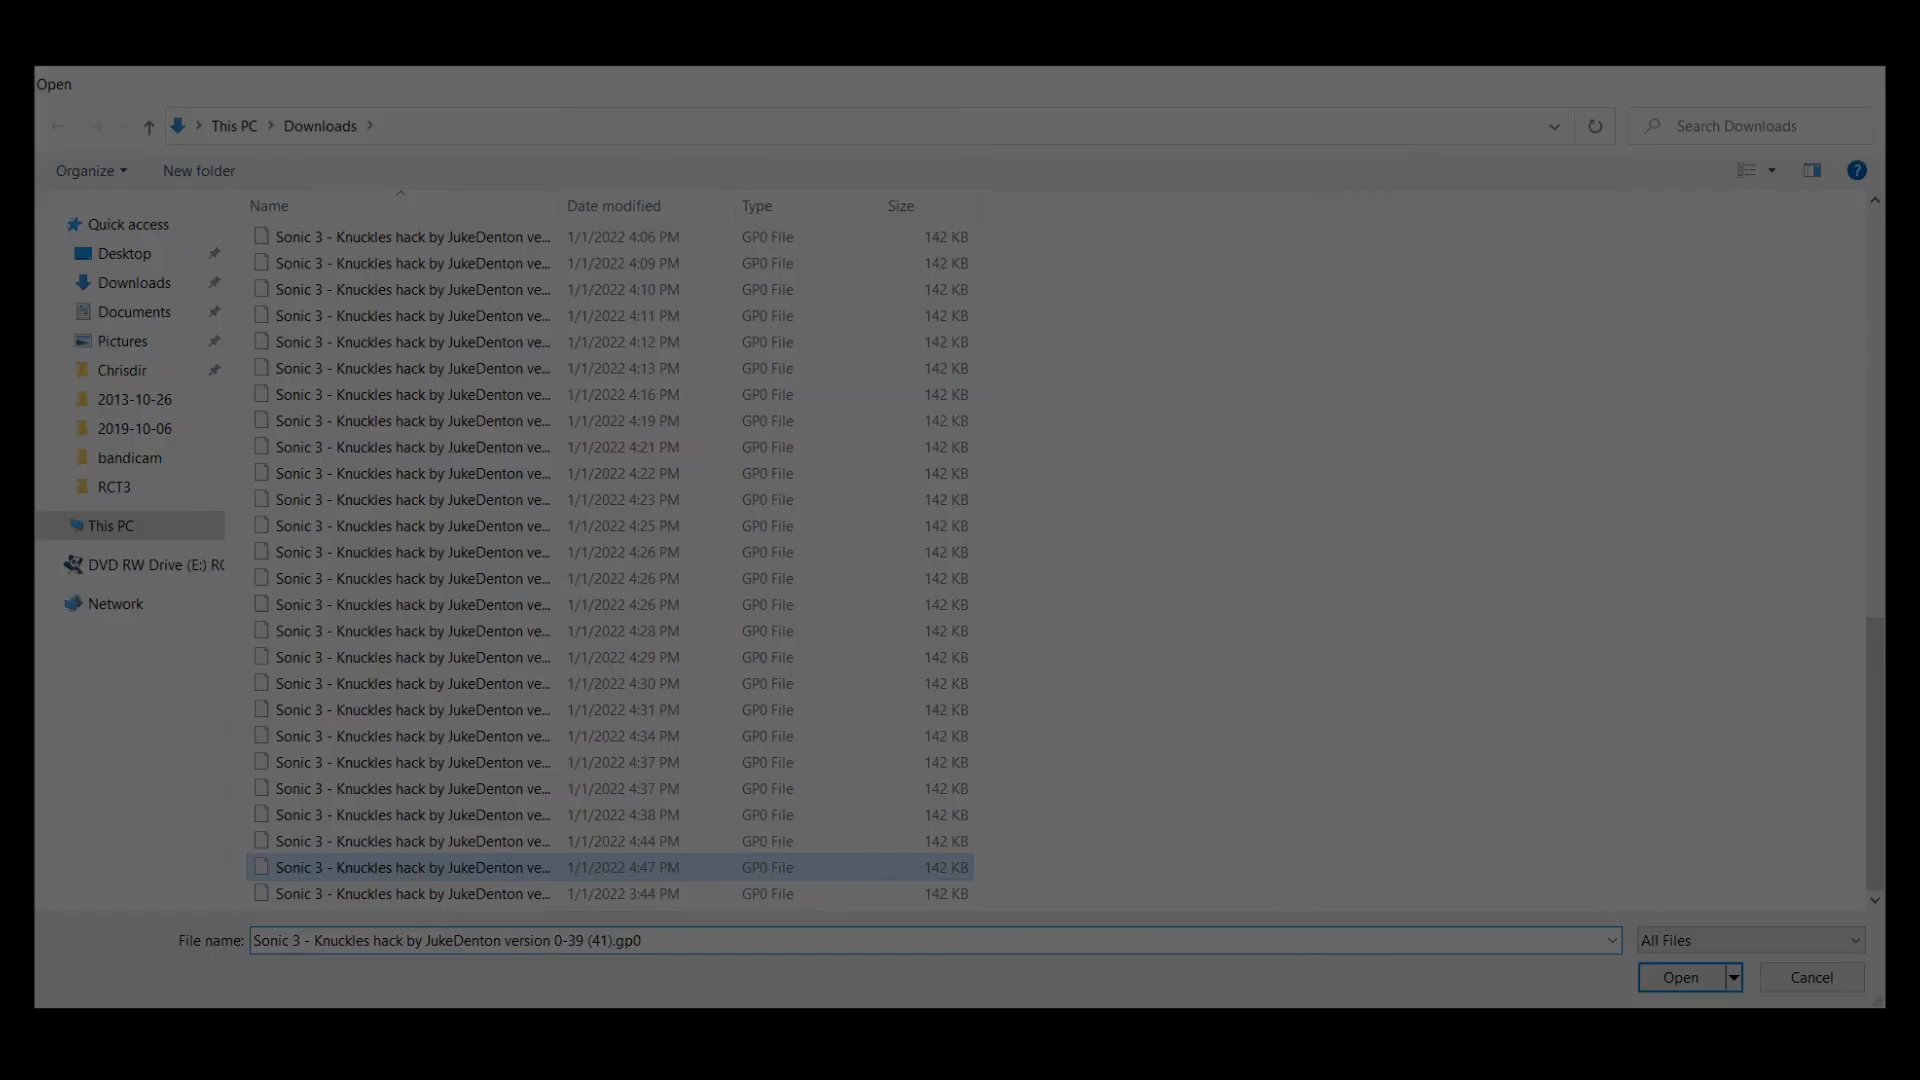 Open
This PC
Downloads
Search Downloads
Organize
New folder
?
Name
Date modified
Type
Size
Quick access
Desktop
Downloads
Documents
Pictures
Chrisdir
2013-10-26
2019-10-06
bandicam
RCT3
This PC
DVD RW Drive (E:) RC
Network
Sonic 3 - Knuckles hack by JukeDenton ve... 1/1/2022 4:06 PM GP0 File 142 KB
Sonic 3 - Knuckles hack by JukeDenton ve... 1/1/2022 4:09 PM GP0 File 142 KB
Sonic 3 - Knuckles hack by JukeDenton ve... 1/1/2022 4:10 PM GP0 File 142 KB
Sonic 3 - Knuckles hack by JukeDenton ve... 1/1/2022 4:11 PM GP0 File 142 KB
Sonic 3 - Knuckles hack by JukeDenton ve... 1/1/2022 4:12 PM GP0 File 142 KB
Sonic 3 - Knuckles hack by JukeDenton ve... 1/1/2022 4:13 PM GP0 File 142 KB
Sonic 3 - Knuckles hack by JukeDenton ve... 1/1/2022 4:16 PM GP0 File 142 KB
Sonic 3 - Knuckles hack by JukeDenton ve... 1/1/2022 4:19 PM GP0 File 142 KB
Sonic 3 - Knuckles hack by JukeDenton ve... 1/1/2022 4:21 PM GP0 File 142 KB
Sonic 3 - Knuckles hack by JukeDenton ve... 1/1/2022 4:22 PM GP0 File 142 KB
Sonic 3 - Knuckles hack by JukeDenton ve... 1/1/2022 4:23 PM GP0 File 142 KB
Sonic 3 - Knuckles hack by JukeDenton ve... 1/1/2022 4:25 PM GP0 File 142 KB
Sonic 3 - Knuckles hack by JukeDenton ve... 1/1/2022 4:26 PM GP0 File 142 KB
Sonic 3 - Knuckles hack by JukeDenton ve... 1/1/2022 4:26 PM GP0 File 142 KB
Sonic 3 - Knuckles hack by JukeDenton ve... 1/1/2022 4:26 PM GP0 File 142 KB
Sonic 3 - Knuckles hack by JukeDenton ve... 1/1/2022 4:28 PM GP0 File 142 KB
Sonic 3 - Knuckles hack by JukeDenton ve... 1/1/2022 4:29 PM GP0 File 142 KB
Sonic 3 - Knuckles hack by JukeDenton ve... 1/1/2022 4:30 PM GP0 File 142 KB
Sonic 3 - Knuckles hack by JukeDenton ve... 1/1/2022 4:31 PM GP0 File 142 KB
Sonic 3 - Knuckles hack by JukeDenton ve... 1/1/2022 4:34 PM GP0 File 142 KB
Sonic 3 - Knuckles hack by JukeDenton ve... 1/1/2022 4:37 PM GP0 File 142 KB
Sonic 3 - Knuckles hack by JukeDenton ve... 1/1/2022 4:37 PM GP0 File 142 KB
Sonic 3 - Knuckles hack by JukeDenton ve... 1/1/2022 4:38 PM GP0 File 142 KB
Sonic 3 - Knuckles hack by JukeDenton ve... 1/1/2022 4:44 PM GP0 File 142 KB
Sonic 3 - Knuckles hack by JukeDenton ve... 1/1/2022 4:47 PM GP0 File 142 KB
Sonic 3 - Knuckles hack by JukeDenton ve... 1/1/2022 3:44 PM GP0 File 142 KB
File name: Sonic 3 - Knuckles hack by JukeDenton version 0-39 (41).gp0
All Files
Open
Cancel